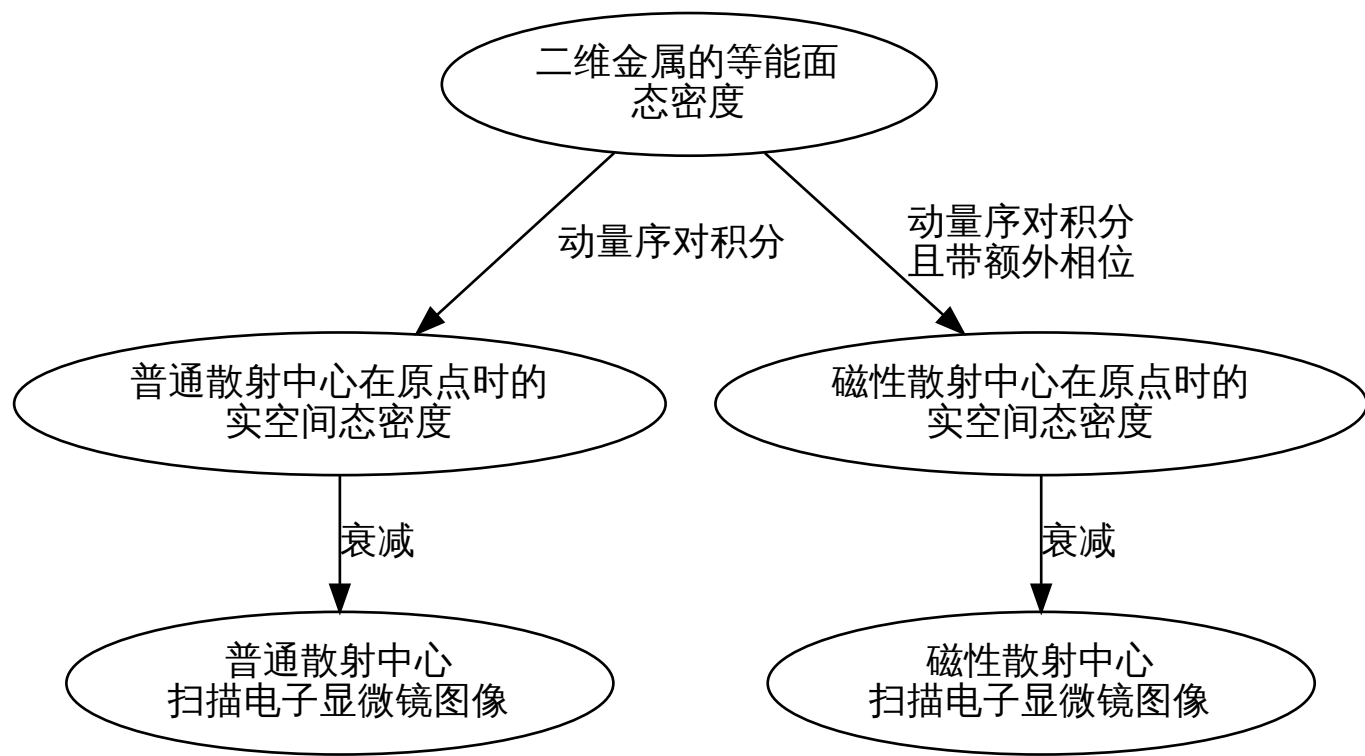 二维金属的等能面
态密度
动量序对积分
动量序对积分
且带额外相位
普通散射中心在原点时的
实空间态密度
磁性散射中心在原点时的
实空间态密度
衰减
衰减
普通散射中心
扫描电子显微镜图像
磁性散射中心
扫描电子显微镜图像